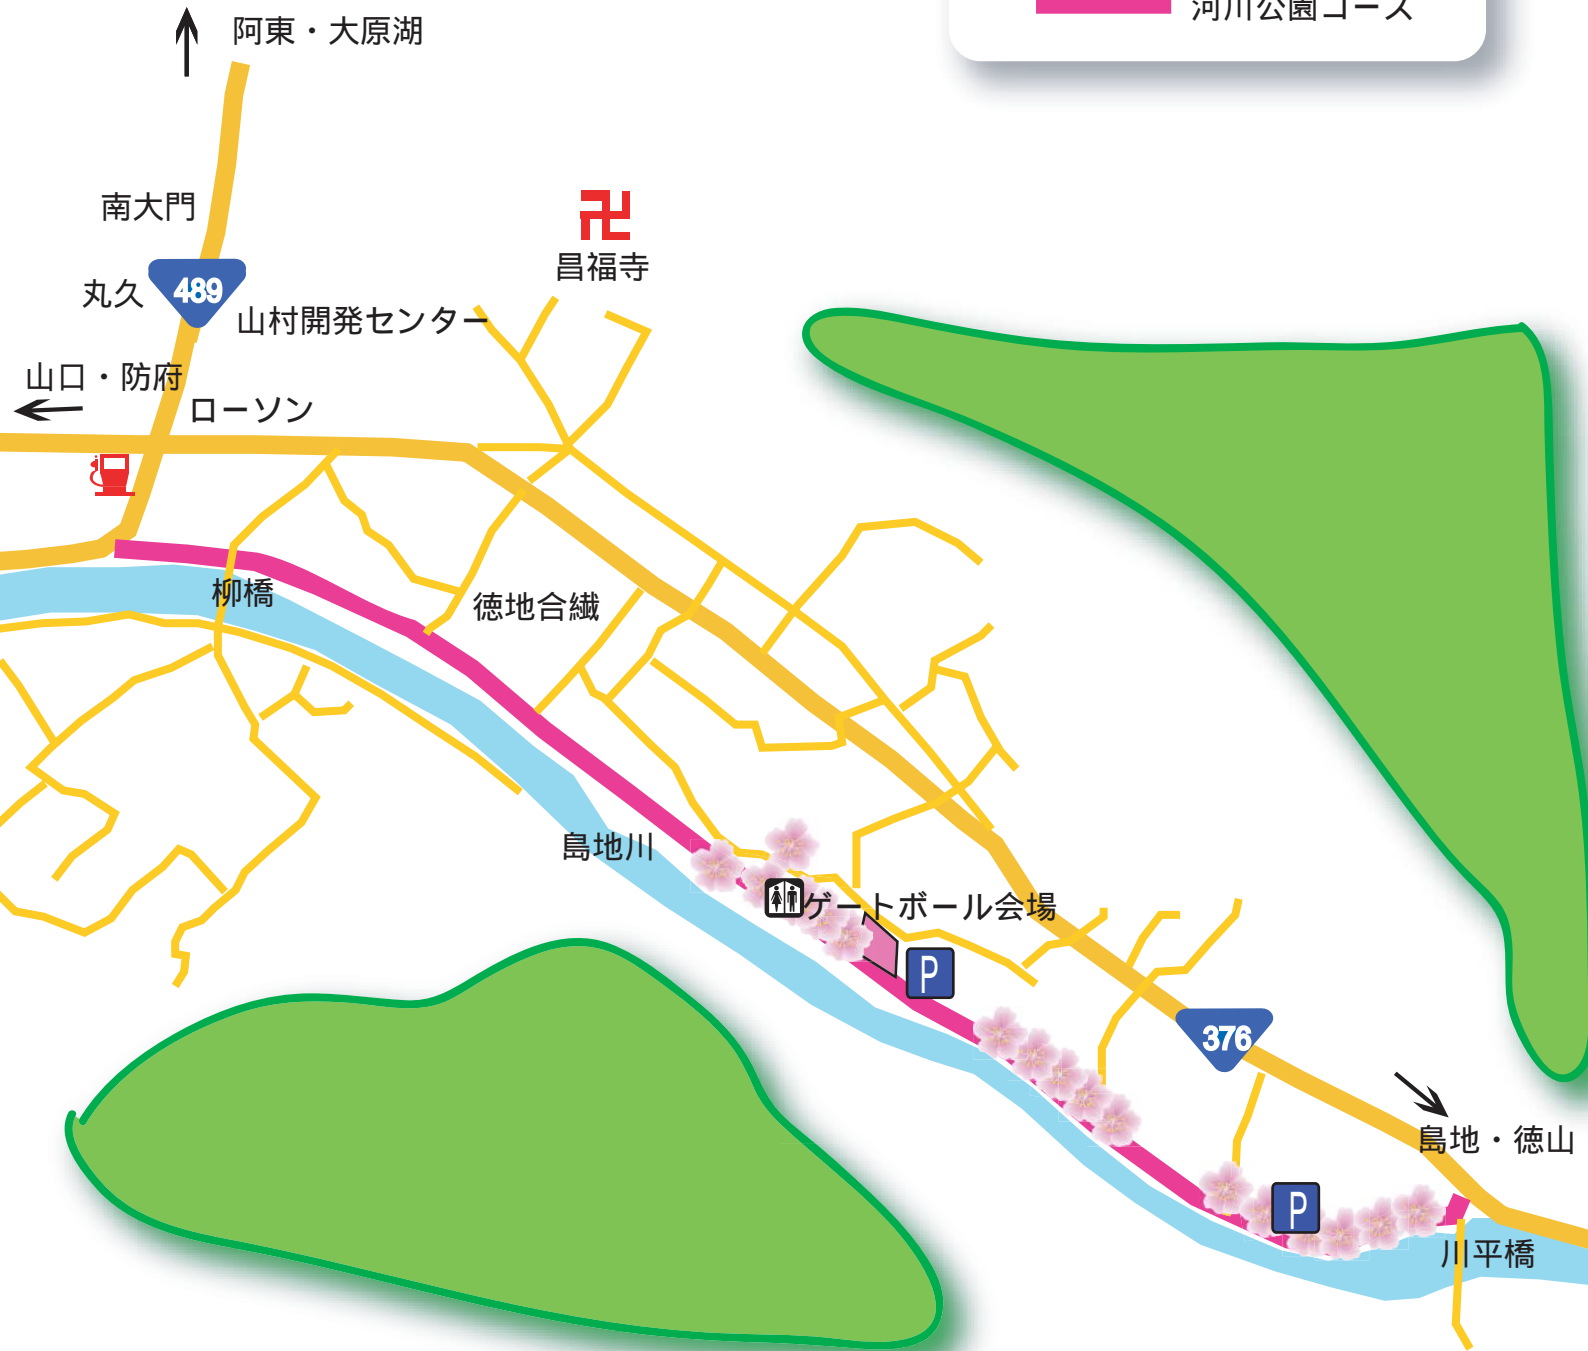 阿東・大原湖
河川公園コース
南大門
昌福寺
丸久
489
山村開発センター
山口・防府
ローソン
柳橋
徳地合繊
島地川
ゲートボール会場
P
376
島地・徳山
P
川平橋